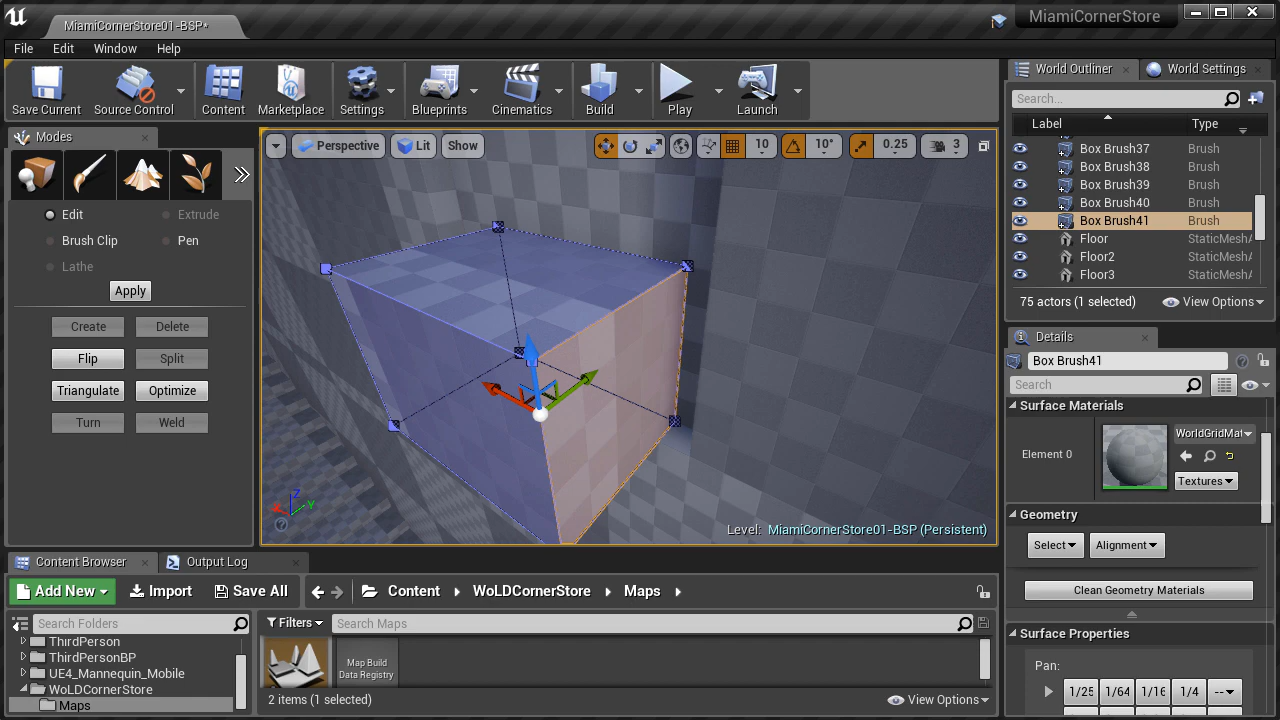 MiamiCornerStore01-BSP*
MiamiCornerStore
File Edit Window Help
Save Current
Source Control
Content
Marketplace
Settings
Blueprints
Cinematics
Build
Play
Launch
World Outliner
World Settings
Search...
Label Type
Box Brush37 Brush
Box Brush38 Brush
Box Brush39 Brush
Box Brush40 Brush
Box Brush41 Brush
Floor StaticMeshA
Floor2 StaticMeshA
Floor3 StaticMeshA
75 actors (1 selected)
View Options
Modes
Edit
Extrude
Brush Clip
Pen
Lathe
Apply
Create
Delete
Flip
Split
Triangulate
Optimize
Turn
Weld
Perspective
Lit
Show
10
10°
0.25
3
X
Y
Z
Level: MiamiCornerStore01-BSP (Persistent)
Details
Box Brush41
Search
Surface Materials
Element 0
WorldGridMat
Textures
Geometry
Select
Alignment
Clean Geometry Materials
Surface Properties
Pan:
1/25
1/64
1/16
1/4
--
Content Browser
Output Log
Add New
Import
Save All
Content
WoLDCornerStore
Maps
Search Folders
ThirdPerson
ThirdPersonBP
UE4_Mannequin_Mobile
WoLDCornerStore
Maps
Filters
Search Maps
Map Build
Data Registry
2 items (1 selected)
View Options